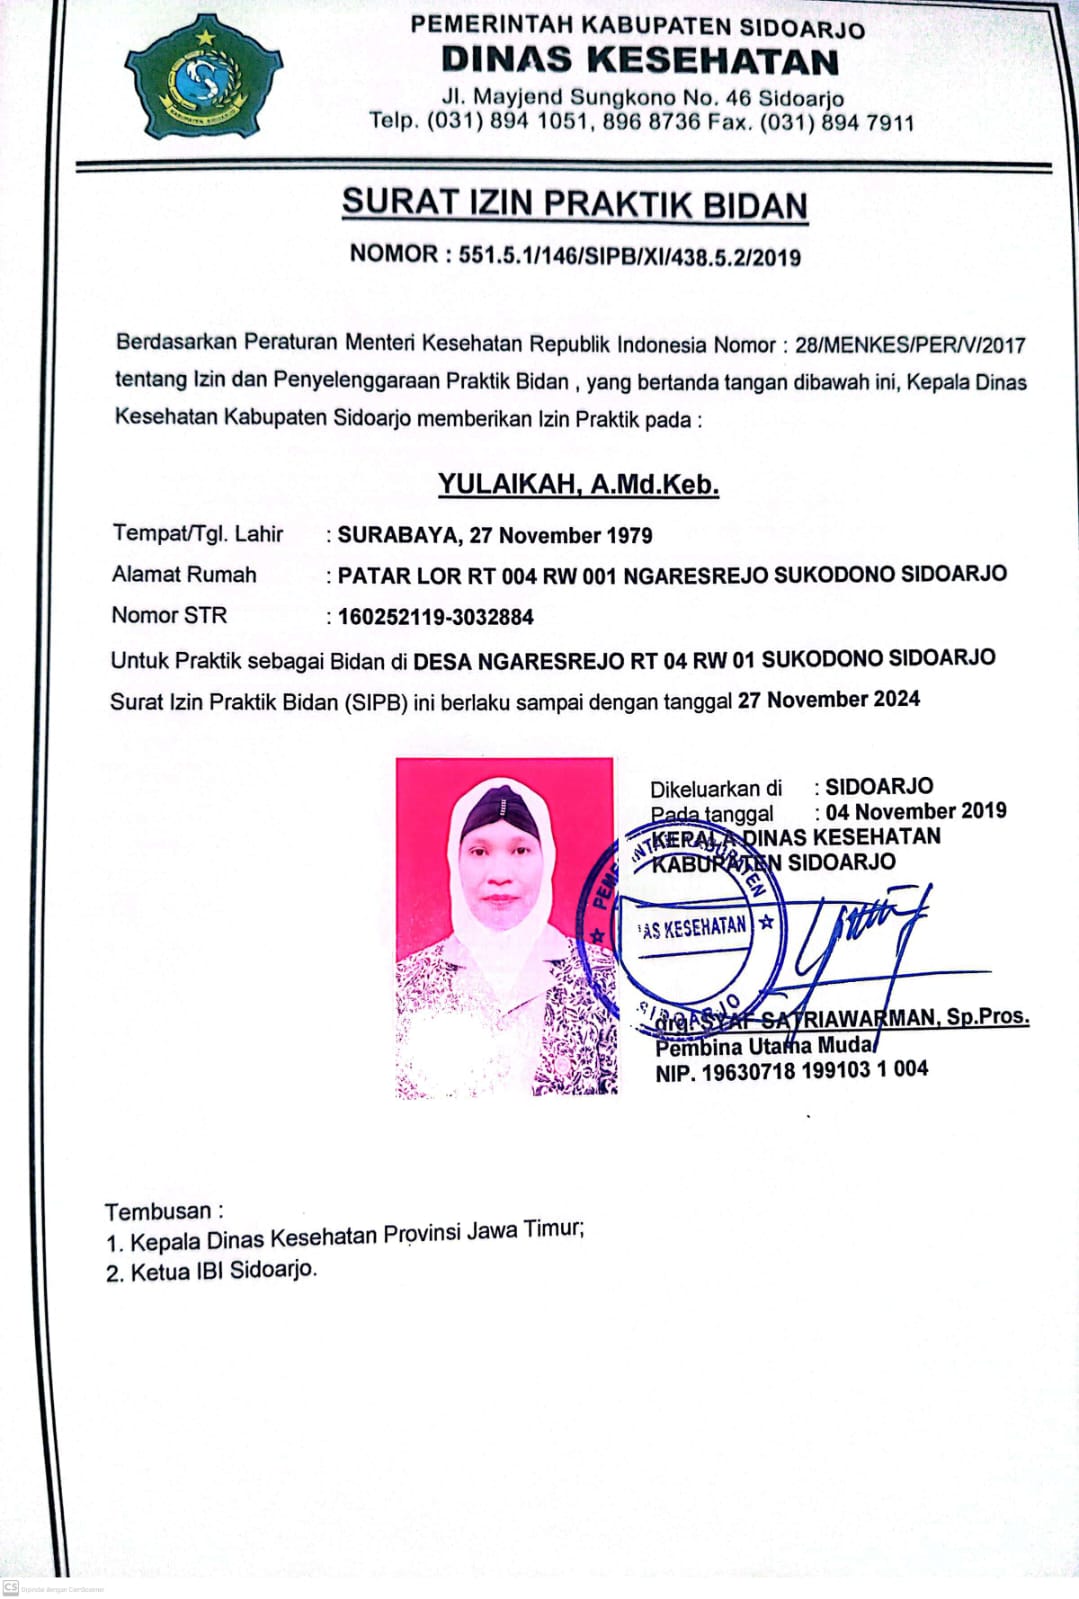 PEMERINTAH KABUPATEN SIDOARJO
DINAS KESEHATAN
Jl. Mayjend Sungkono No. 46 Sidoarjo
Telp. (031) 894 1051, 896 8736 Fax. (031) 894 7911
KABUPATEN SIDOARJO
SURAT IZIN PRAKTIK BIDAN
NOMOR : 551.5.1/146/SIPB/XI/438.5.2/2019
Berdasarkan Peraturan Menteri Kesehatan Republik Indonesia Nomor : 28/MENKES/PER/V/2017
tentang Izin dan Penyelenggaraan Praktik Bidan , yang bertanda tangan dibawah ini, Kepala Dinas
Kesehatan Kabupaten Sidoarjo memberikan Izin Praktik pada :
YULAIKAH, A.Md.Keb.
Tempat/Tgl. Lahir : SURABAYA, 27 November 1979
Alamat Rumah : PATAR LOR RT 004 RW 001 NGARESREJO SUKODONO SIDOARJO
Nomor STR : 160252119-3032884
Untuk Praktik sebagai Bidan di DESA NGARESREJO RT 04 RW 01 SUKODONO SIDOARJO
Surat Izin Praktik Bidan (SIPB) ini berlaku sampai dengan tanggal 27 November 2024
Dikeluarkan di : SIDOARJO
Pada tanggal : 04 November 2019
KEPALA DINAS KESEHATAN
KABUPATEN SIDOARJO
KABUPATEN
AS KESEHATAN
SIDOARJO
drg. SYAF SATRIAWARMAN, Sp.Pros.
Pembina Utama Muda
NIP. 19630718 199103 1 004
Tembusan :
1. Kepala Dinas Kesehatan Provinsi Jawa Timur;
2. Ketua IBI Sidoarjo.
CS Dipindai dengan CamScanner